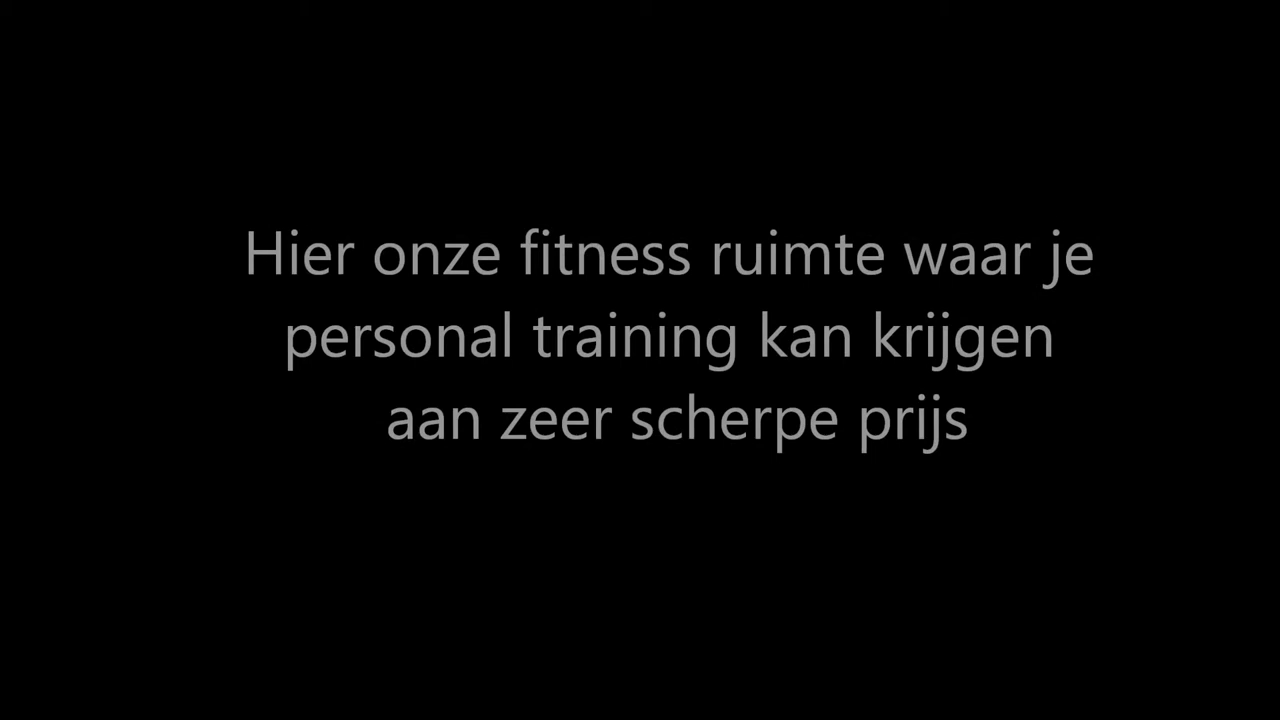 Hier onze fitness ruimte waar je
personal training kan krijgen
aan zeer scherpe prijs